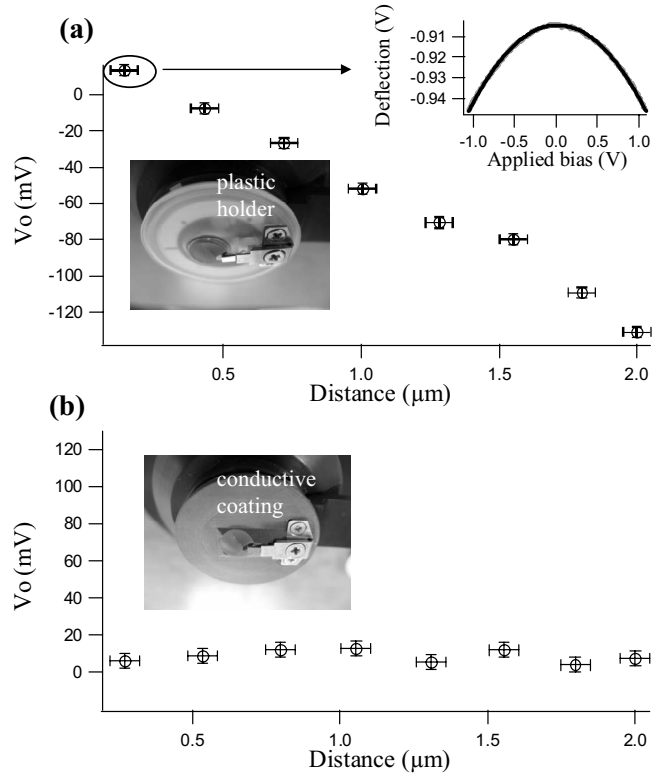 (a)
Vo (mV)
0
-20
-40
-60
-80
-100
-120
0.5
1.0
1.5
2.0
Distance (µm)
plastic
holder
Deflection (V)
-0.91
-0.92
-0.93
-0.94
-1.0
-0.5
0.0
0.5
1.0
Applied bias (V)
(b)
Vo (mV)
120
100
80
60
40
20
0
0.5
1.0
1.5
2.0
Distance (µm)
conductive
coating